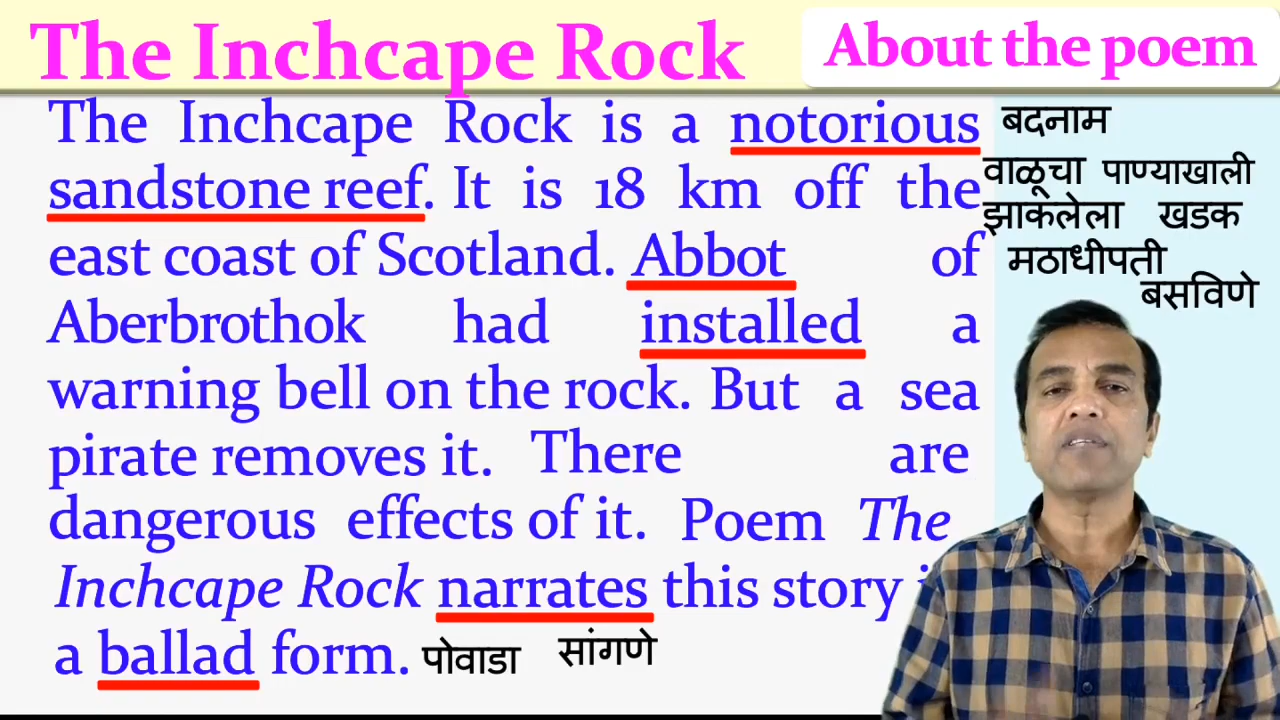 The Inchcape Rock
About the poem
The Inchcape Rock is a notorious
sandstone reef. It is 18 km off the
east coast of Scotland. Abbot of
Aberbrothok had installed a
warning bell on the rock. But a sea
pirate removes it. There are
dangerous effects of it. Poem The
Inchcape Rock narrates this story
a ballad form. पोवाडा सांगणे
बदनाम
वाळूचा पाण्याखाली
झाकलेला खडक
मठाधीपती
बसविणे